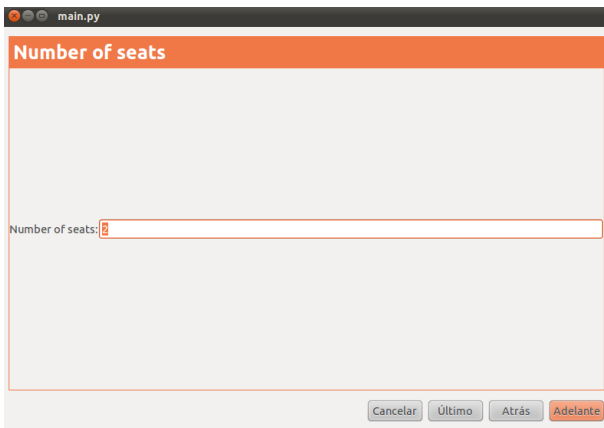 main.py
Number of seats
Number of seats: 2
Cancelar Último Atrás Adelante